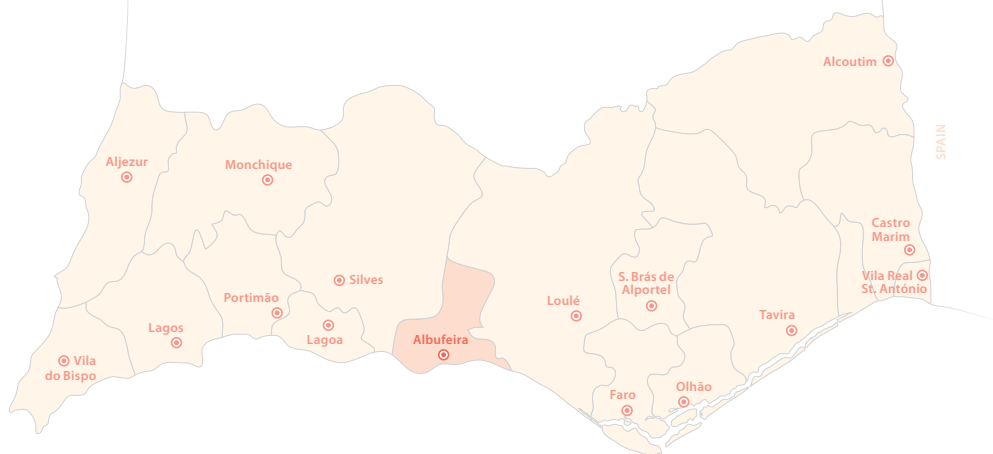 Alcoutim
SPAIN
Aljezur
Monchique
Castro
Marim
Silves
S. Brás de
Alportel
Vila Real
St. António
Portimão
Loulé
Tavira
Lagos
Lagoa
Albufeira
Vila
do Bispo
Faro
Olhão